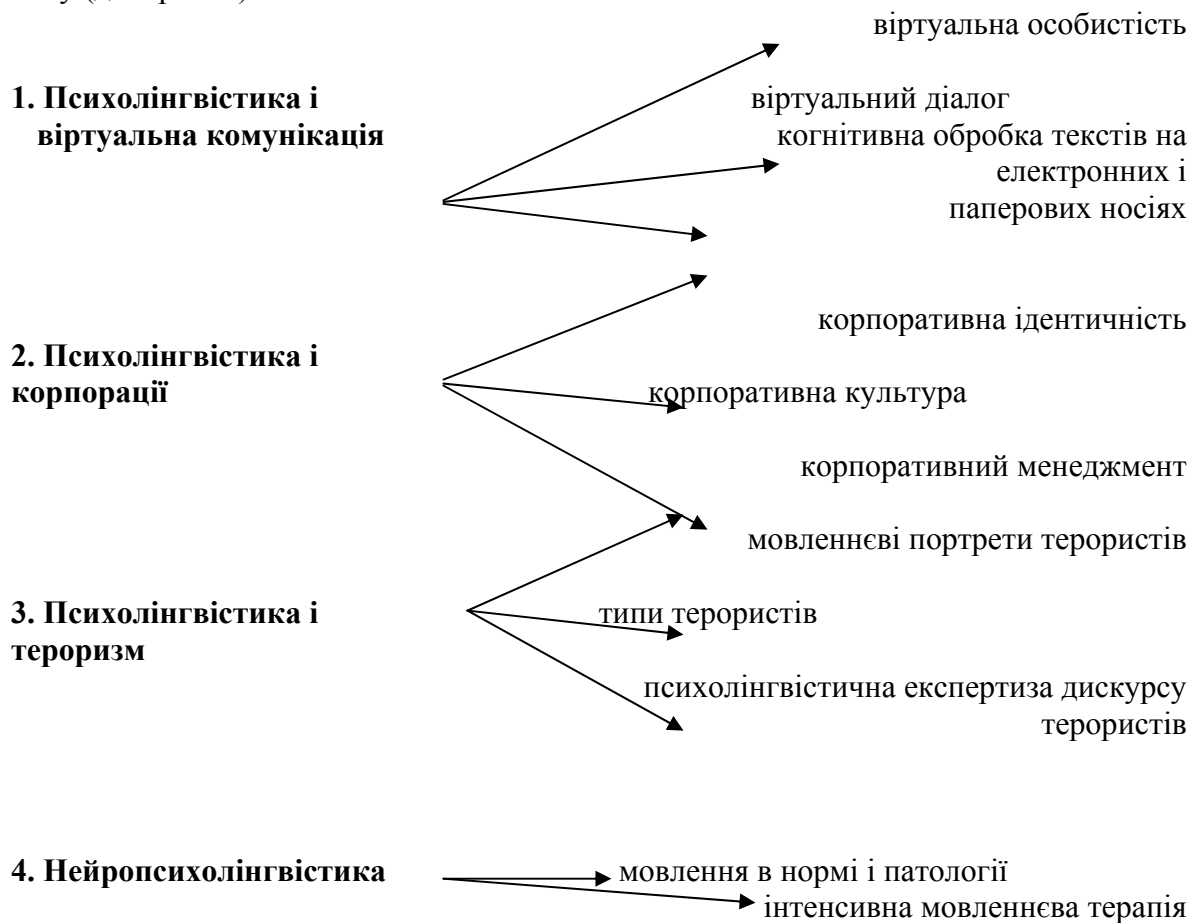 віртуальна особистість
1. Психолінгвістика і
віртуальна комунікація
віртуальний діалог
когнітивна обробка текстів на
електронних і
паперових носіях
корпоративна ідентичність
2. Психолінгвістика і
корпорації
корпоративна культура
корпоративний менеджмент
мовленнєві портрети терористів
3. Психолінгвістика і
тероризм
типи терористів
психолінгвістична експертиза дискурсу
терористів
4. Нейропсихолінгвістика
мовлення в нормі і патології
інтенсивна мовленнєва терапія